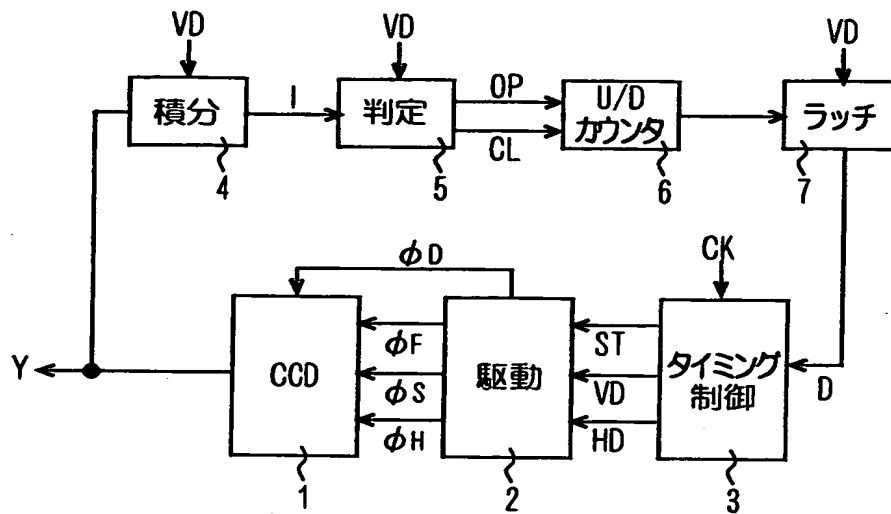 VD
VD
VD
積分
I
判定
OP
CL
U/D
カウンタ
ラッチ
4
5
6
7
φD
CK
Y
CCD
φF
φS
φH
駆動
ST
VD
HD
タイミング
制御
D
1
2
3